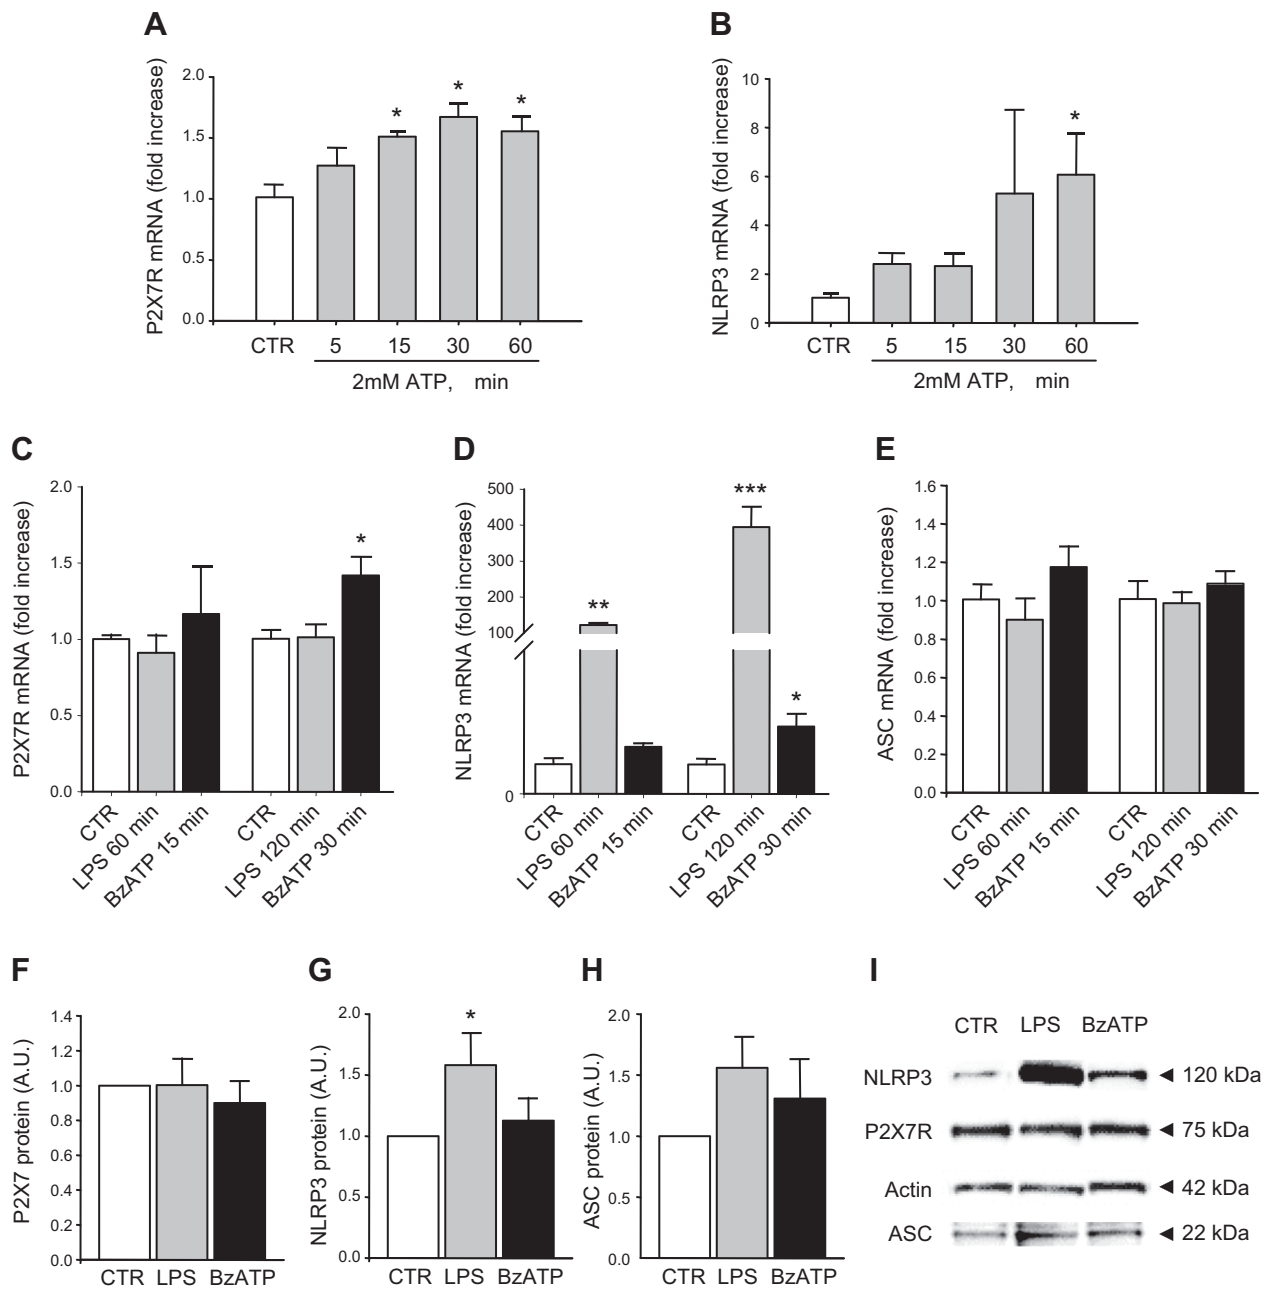 A
P2X7R mRNA (fold increase)
2.0
1.5
1.0
0.5
0.0
* * *
CTR 5 15 30 60
2mM ATP, min
B
NLRP3 mRNA (fold increase)
10
8
6
4
2
0
*
CTR 5 15 30 60
2mM ATP, min
C
P2X7R mRNA (fold increase)
2.0
1.5
1.0
0.5
0.0
*
CTR
LPS 60 min
BzATP 15 min
CTR
LPS 120 min
BzATP 30 min
D
NLRP3 mRNA (fold increase)
500
400
300
200
100
0
**
***
*
CTR
LPS 60 min
BzATP 15 min
CTR
LPS 120 min
BzATP 30 min
E
ASC mRNA (fold increase)
1.6
1.4
1.2
1.0
0.8
0.6
0.4
0.2
0.0
CTR
LPS 60 min
BzATP 15 min
CTR
LPS 120 min
BzATP 30 min
F
P2X7 protein (A.U.)
1.4
1.2
1.0
0.8
0.6
0.4
0.2
0.0
CTR LPS BzATP
G
NLRP3 protein (A.U.)
2.0
1.5
1.0
0.5
0.0
*
CTR LPS BzATP
H
ASC protein (A.U.)
2.0
1.5
1.0
0.5
0.0
CTR LPS BzATP
I
CTR LPS BzATP
NLRP3 ◄ 120 kDa
P2X7R ◄ 75 kDa
Actin ◄ 42 kDa
ASC ◄ 22 kDa